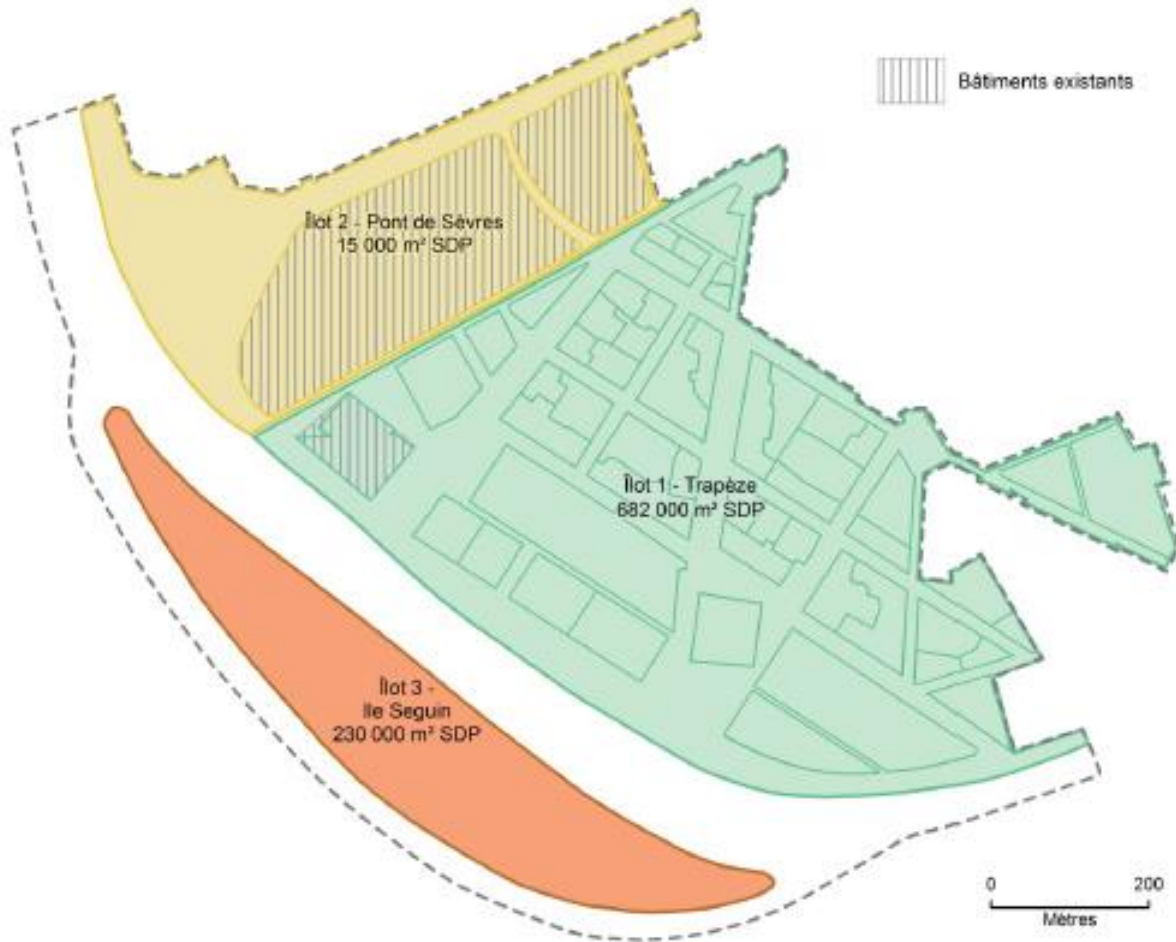 Bâtiments existants
Îlot 2 - Pont de Sèvres
15 000 m² SDP
Îlot 1 - Trapèze
682 000 m² SDP
Îlot 3 -
Ile Seguin
230 000 m² SDP
0 200
Mètres